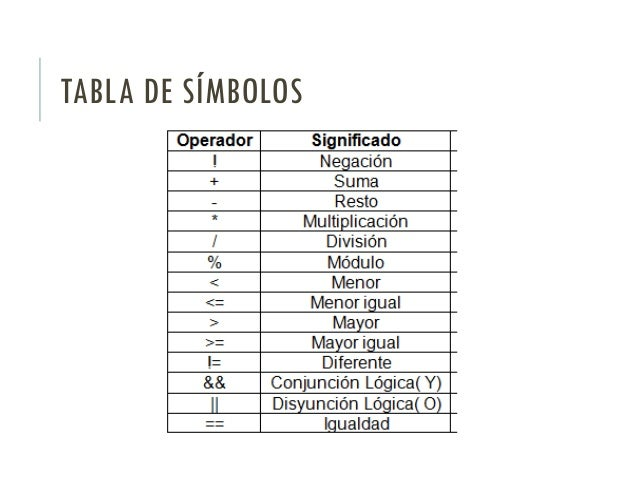 TABLA DE SÍMBOLOS
Operador Significado
! Negación
+ Suma
- Resto
* Multiplicación
/ División
% Módulo
< Menor
<= Menor igual
> Mayor
>= Mayor igual
!= Diferente
&& Conjunción Lógica( Y)
|| Disyunción Lógica( O)
== Igualdad